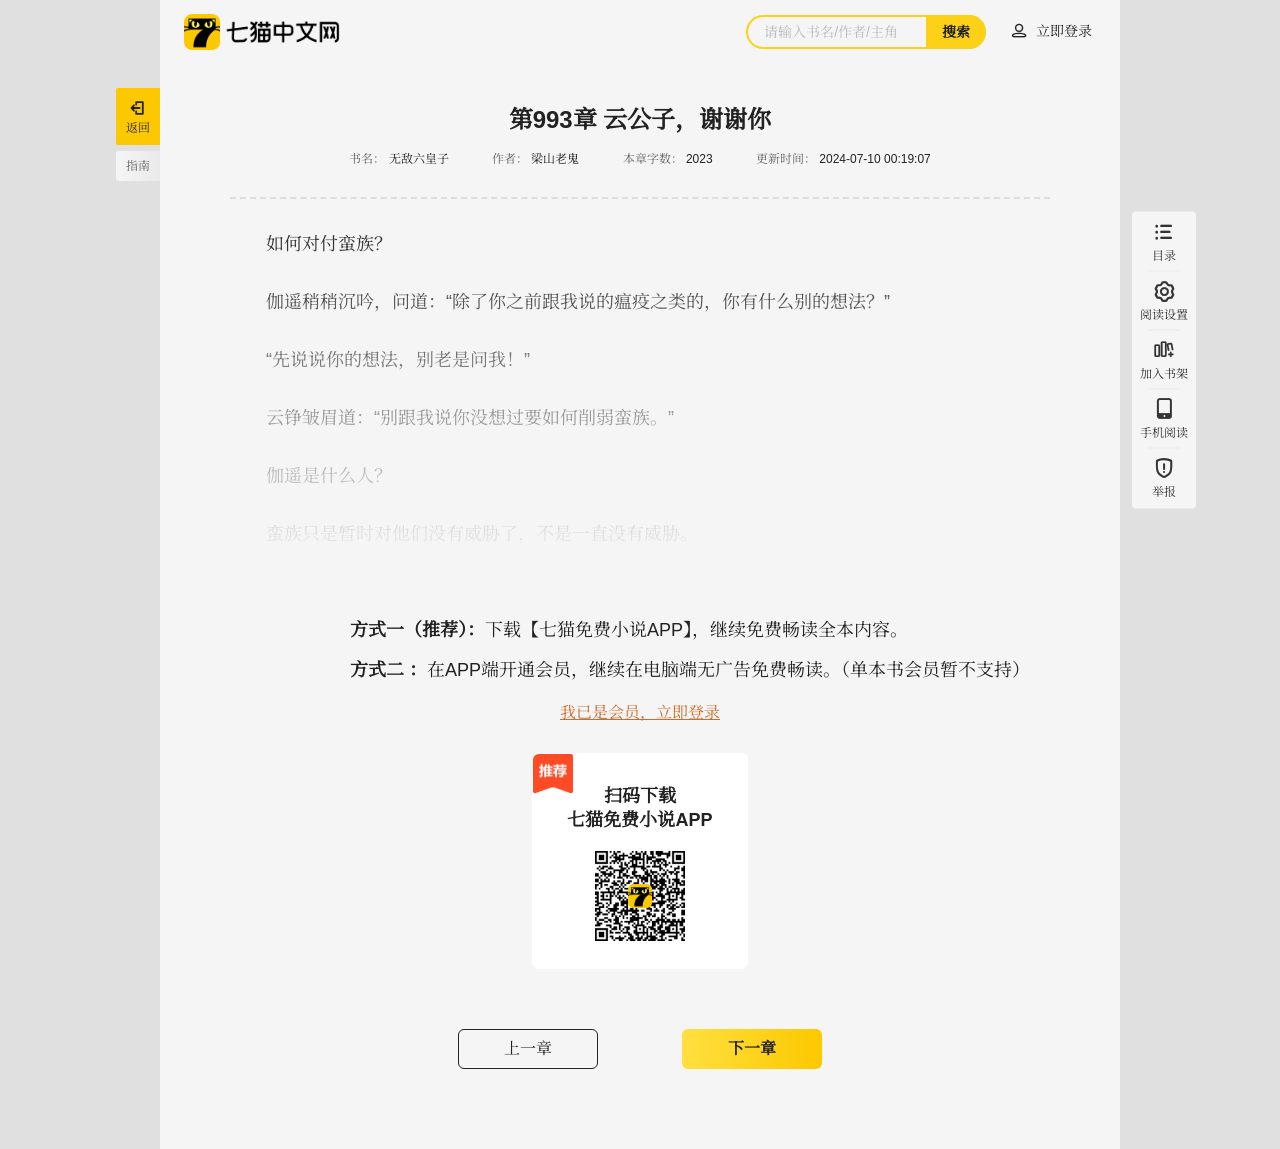 七猫中文网
请输入书名/作者/主角
搜索
立即登录
返回
指南
第993章 云公子，谢谢你
书名： 无敌六皇子 作者： 梁山老鬼 本章字数： 2023 更新时间： 2024-07-10 00:19:07
如何对付蛮族？
伽遥稍稍沉吟，问道：“除了你之前跟我说的瘟疫之类的，你有什么别的想法？”
“先说说你的想法，别老是问我！”
云铮皱眉道：“别跟我说你没想过要如何削弱蛮族。”
伽遥是什么人？
蛮族只是暂时对他们没有威胁了，不是一直没有威胁。
目录
阅读设置
加入书架
手机阅读
举报
方式一（推荐）：下载【七猫免费小说APP】，继续免费畅读全本内容。
方式二 ：在APP端开通会员，继续在电脑端无广告免费畅读。（单本书会员暂不支持）
我已是会员，立即登录
推荐
扫码下载
七猫免费小说APP
上一章
下一章